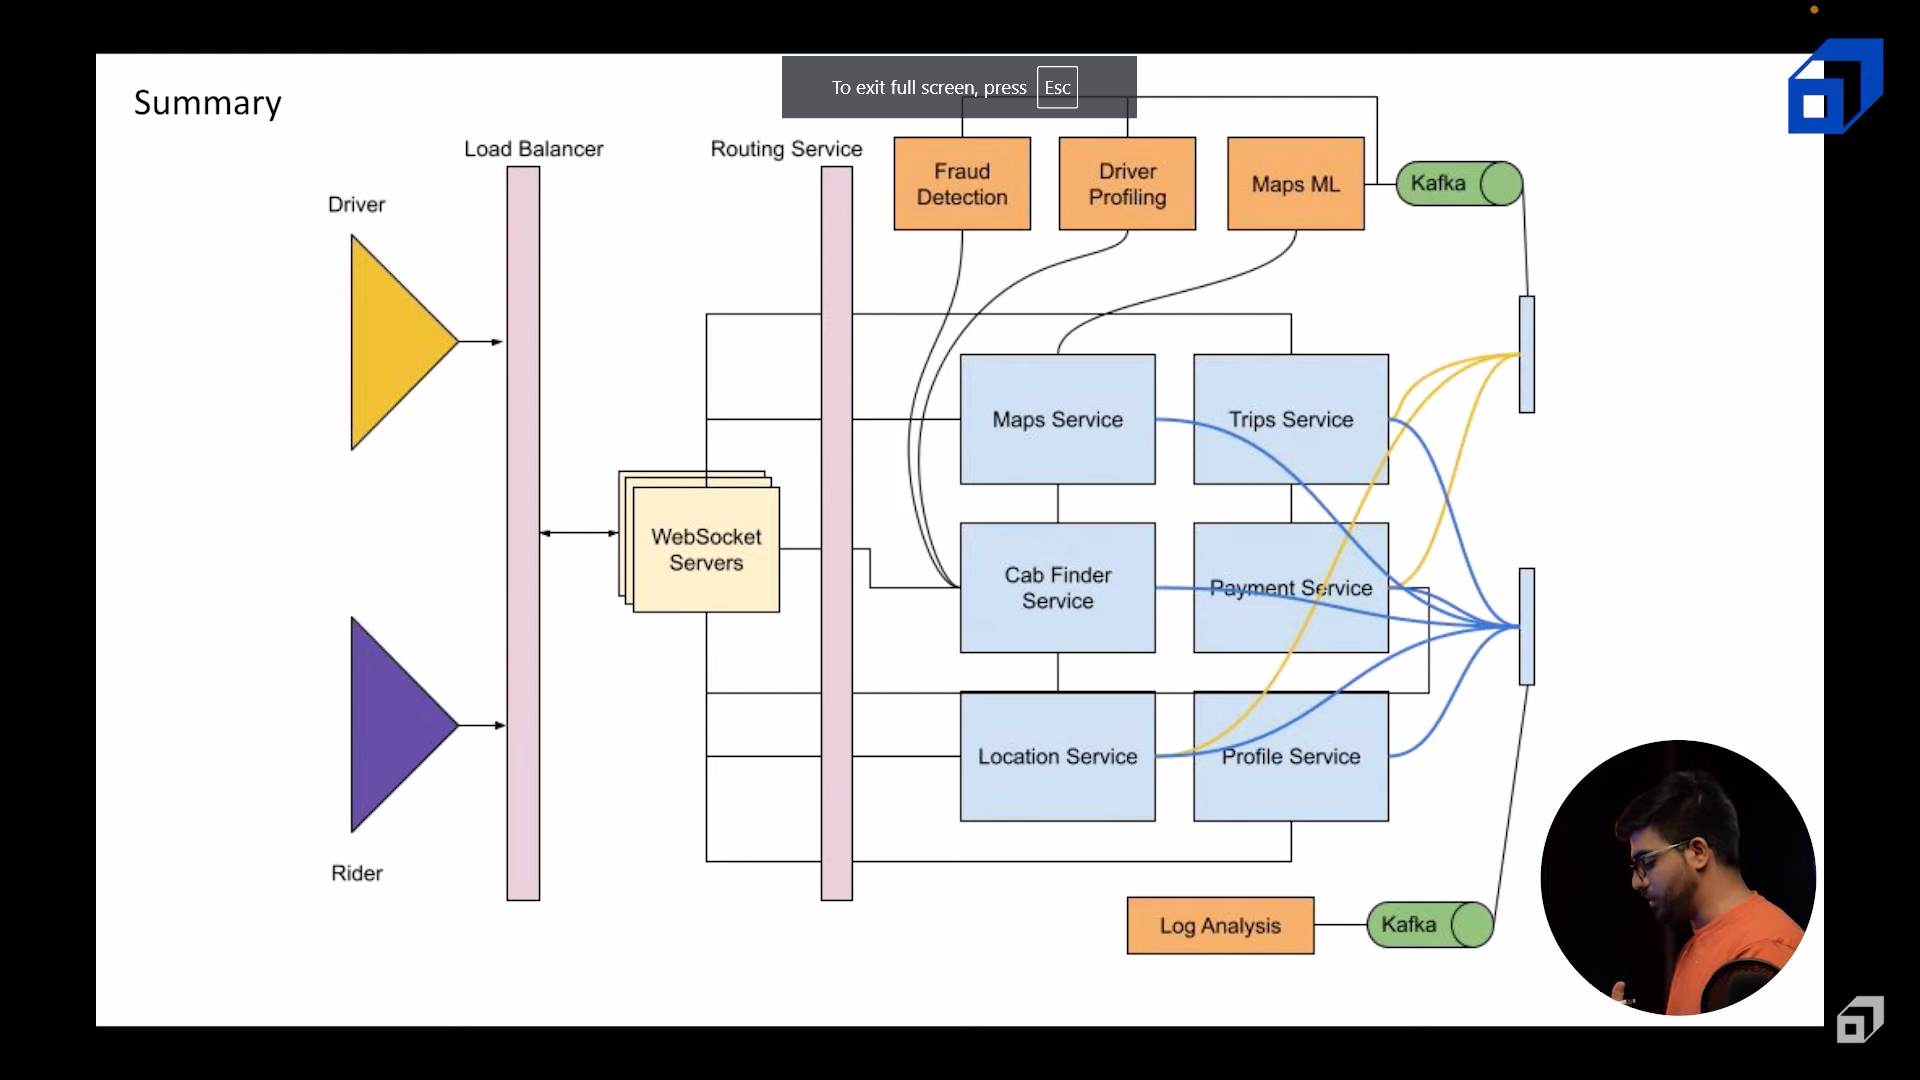 To exit full screen, press Esc
Summary
Load Balancer
Routing Service
Fraud
Detection
Driver
Profiling
Maps ML
Kafka
Driver
Maps Service
Trips Service
WebSocket
Servers
Cab Finder
Service
Payment Service
Location Service
Profile Service
Rider
Log Analysis
Kafka